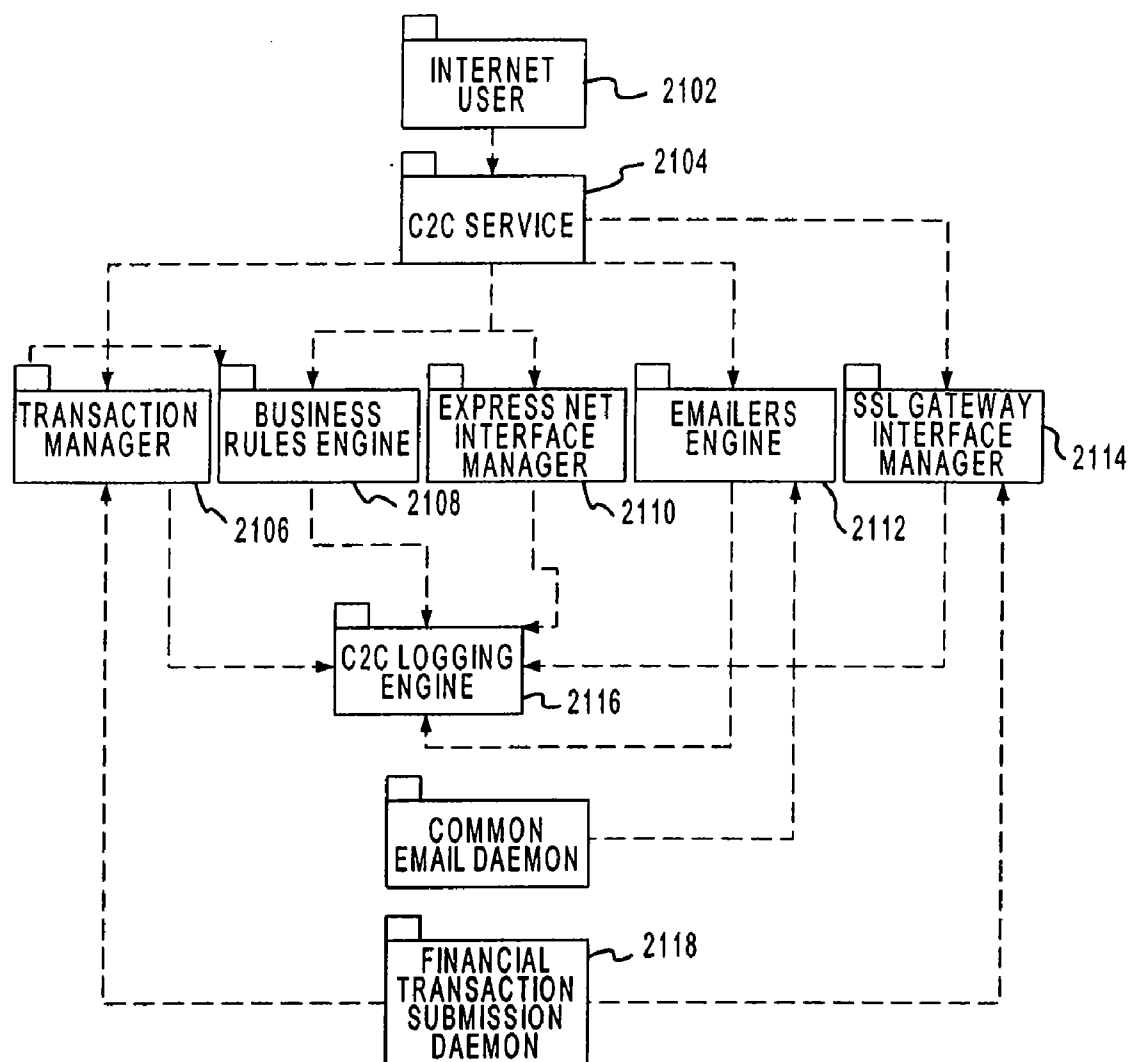 INTERNET
USER
2102
2104
C2C SERVICE
TRANSACTION
MANAGER
BUSINESS
RULES ENGINE
EXPRESS NET
INTERFACE
MANAGER
EMAILERS
ENGINE
SSL GATEWAY
INTERFACE
MANAGER
2114
2106
2108
2110
2112
C2C LOGGING
ENGINE
2116
COMMON
EMAIL DAEMON
2118
FINANCIAL
TRANSACTION
SUBMISSION
DAEMON